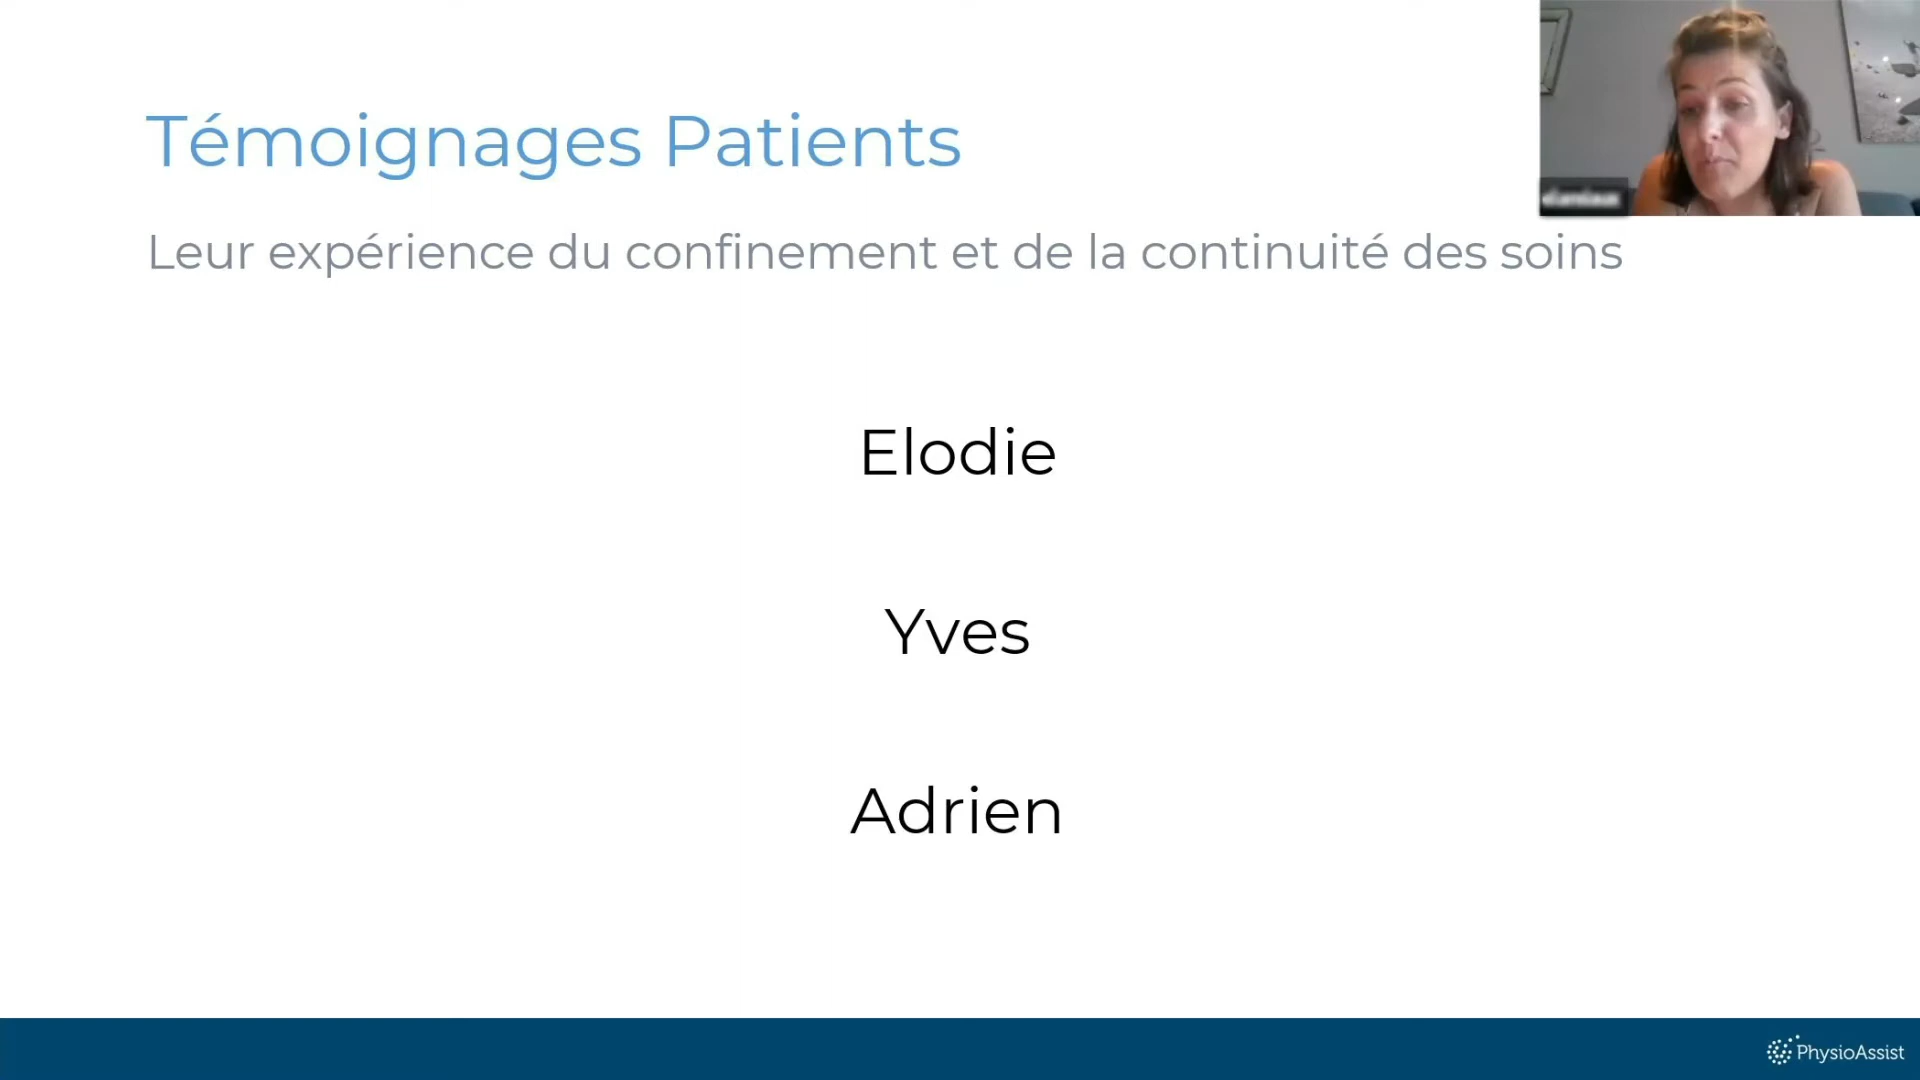 Témoignages Patients
Leur expérience du confinement et de la continuité des soins
Elodie
Yves
Adrien
PhysioAssist